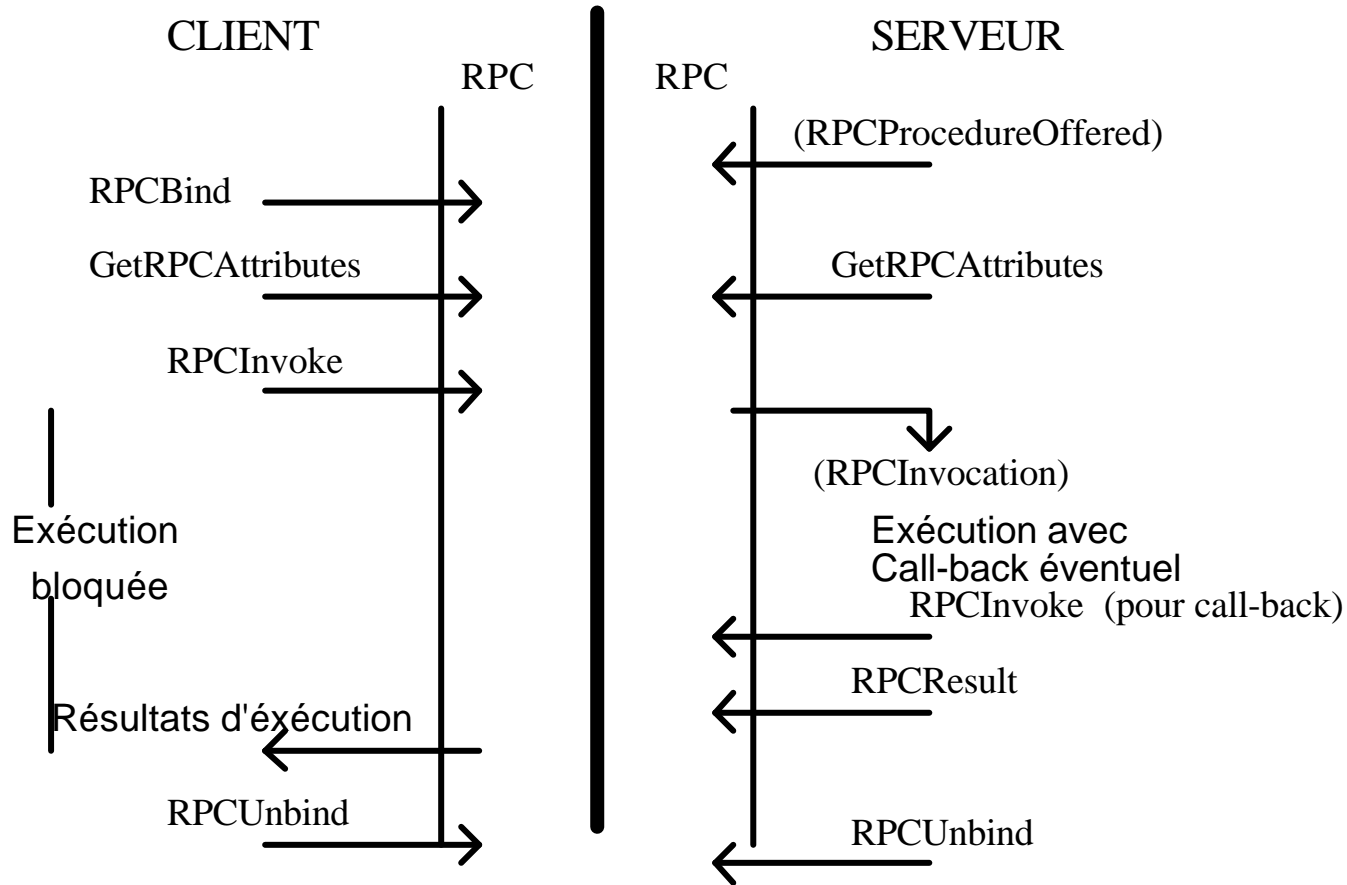 CLIENT
SERVEUR
RPC
RPC
(RPCProcedureOffered)
RPCBind
GetRPCAttributes
GetRPCAttributes
RPCInvoke
(RPCInvocation)
Exécution
bloquée
Exécution avec
Call-back éventuel
RPCInvoke (pour call-back)
RPCResult
Résultats d'éxécution
RPCUnbind
RPCUnbind